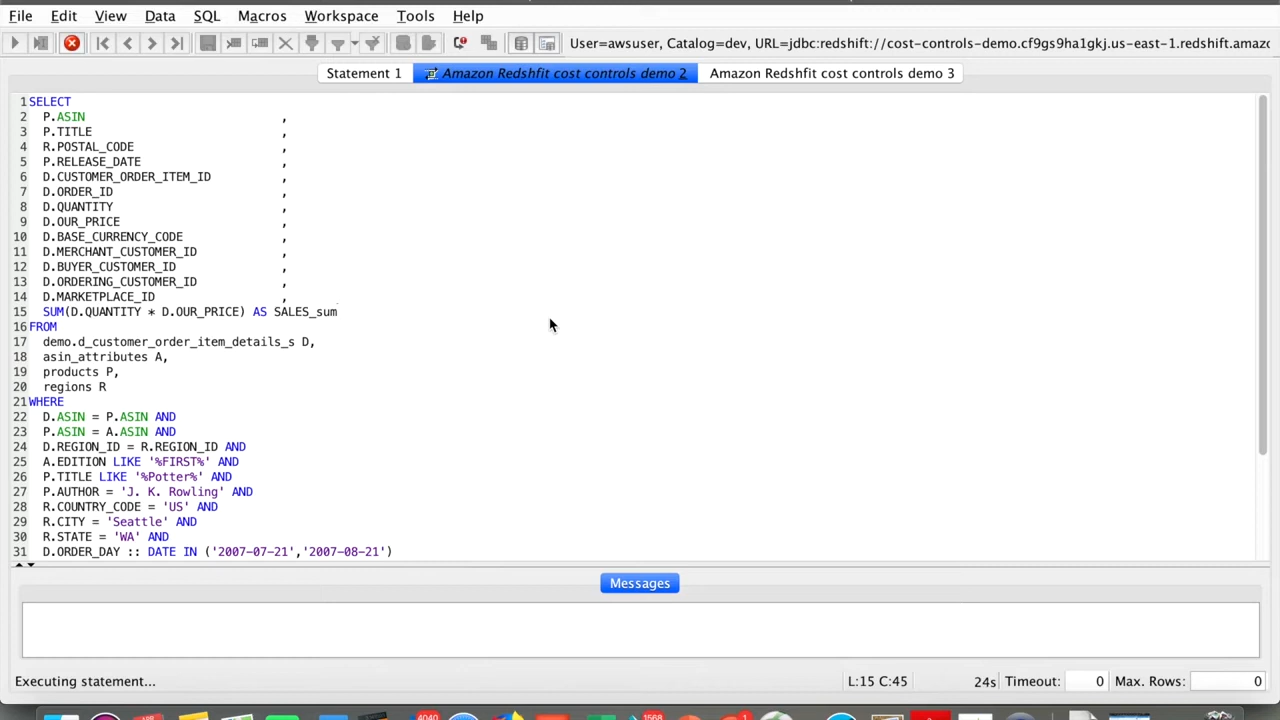 File Edit View Data SQL Macros Workspace Tools Help
User=awsuser, Catalog=dev, URL=jdbc:redshift://cost-controls-demo.cf9gs9ha1gkj.us-east-1.redshift.amazo
Statement 1 Amazon Redshfit cost controls demo 2 Amazon Redshfit cost controls demo 3
1 SELECT
2 P.ASIN ,
3 P.TITLE ,
4 R.POSTAL_CODE ,
5 P.RELEASE_DATE ,
6 D.CUSTOMER_ORDER_ITEM_ID ,
7 D.ORDER_ID ,
8 D.QUANTITY ,
9 D.OUR_PRICE ,
10 D.BASE_CURRENCY_CODE ,
11 D.MERCHANT_CUSTOMER_ID ,
12 D.BUYER_CUSTOMER_ID ,
13 D.ORDERING_CUSTOMER_ID ,
14 D.MARKETPLACE_ID ,
15 SUM(D.QUANTITY * D.OUR_PRICE) AS SALES_sum
16 FROM
17 demo.d_customer_order_item_details_s D,
18 asin_attributes A,
19 products P,
20 regions R
21 WHERE
22 D.ASIN = P.ASIN AND
23 P.ASIN = A.ASIN AND
24 D.REGION_ID = R.REGION_ID AND
25 A.EDITION LIKE '%FIRST%' AND
26 P.TITLE LIKE '%Potter%' AND
27 P.AUTHOR = 'J. K. Rowling' AND
28 R.COUNTRY_CODE = 'US' AND
29 R.CITY = 'Seattle' AND
30 R.STATE = 'WA' AND
31 D.ORDER_DAY :: DATE IN ('2007-07-21','2007-08-21')
Messages
Executing statement... L:15 C:45 24s Timeout: 0 Max. Rows: 0
4040 1568 1